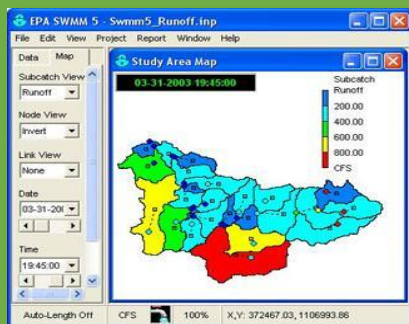 EPA SWMM 5 - Swmm5_Runoff.inp
File Edit View Project Report Window Help
Data Map
Subcatch View
Runoff
Node View
Invert
Link View
None
Date
03-31-20
Time
19:45:00
Study Area Map
03-31-2003 19:45:00
Subcatch
Runoff
200.00
400.00
600.00
800.00
CFS
Auto-Length Off CFS 100% X,Y: 372467.03, 1106993.86